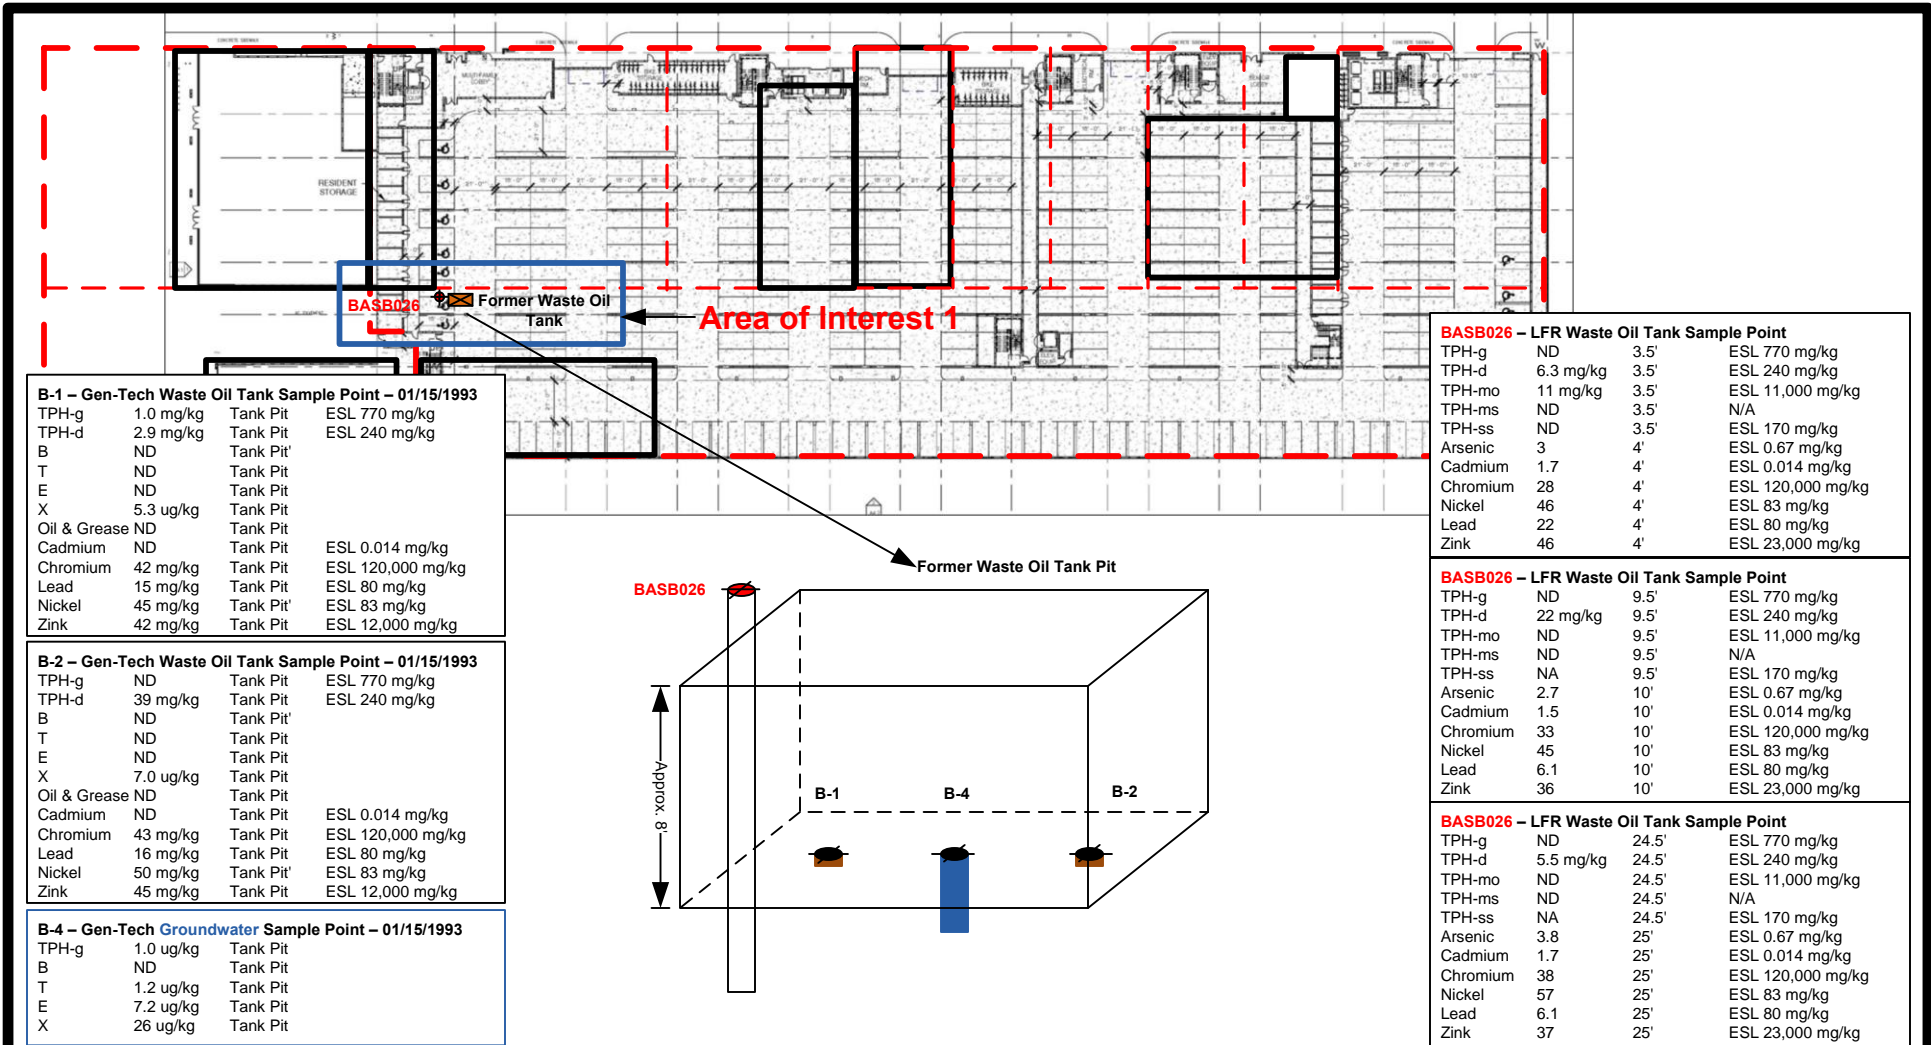 CONCRETE SIDEWALK
CONCRETE SIDEWALK
CONCRETE SIDEWALK
CONCRETE SIDEWALK
MULTI-FAMILY
LOBBY
STORAGE
SENIOR
LOBBY
RESIDENT
STORAGE
21' - 0"
18' - 0"
21' - 0"
18' - 0"
21' - 0"
18' - 0"
BASB026
Former Waste Oil
Tank
Area of Interest 1
B-1 – Gen-Tech Waste Oil Tank Sample Point – 01/15/1993
TPH-g 1.0 mg/kg Tank Pit ESL 770 mg/kg
TPH-d 2.9 mg/kg Tank Pit ESL 240 mg/kg
B ND Tank Pit'
T ND Tank Pit
E ND Tank Pit
X 5.3 ug/kg Tank Pit
Oil & Grease ND Tank Pit
Cadmium ND Tank Pit ESL 0.014 mg/kg
Chromium 42 mg/kg Tank Pit ESL 120,000 mg/kg
Lead 15 mg/kg Tank Pit ESL 80 mg/kg
Nickel 45 mg/kg Tank Pit' ESL 83 mg/kg
Zink 42 mg/kg Tank Pit ESL 12,000 mg/kg
B-2 – Gen-Tech Waste Oil Tank Sample Point – 01/15/1993
TPH-g ND Tank Pit ESL 770 mg/kg
TPH-d 39 mg/kg Tank Pit ESL 240 mg/kg
B ND Tank Pit'
T ND Tank Pit
E ND Tank Pit
X 7.0 ug/kg Tank Pit
Oil & Grease ND Tank Pit
Cadmium ND Tank Pit ESL 0.014 mg/kg
Chromium 43 mg/kg Tank Pit ESL 120,000 mg/kg
Lead 16 mg/kg Tank Pit ESL 80 mg/kg
Nickel 50 mg/kg Tank Pit' ESL 83 mg/kg
Zink 45 mg/kg Tank Pit ESL 12,000 mg/kg
B-4 – Gen-Tech Groundwater Sample Point – 01/15/1993
TPH-g 1.0 ug/kg Tank Pit
B ND Tank Pit
T 1.2 ug/kg Tank Pit
E 7.2 ug/kg Tank Pit
X 26 ug/kg Tank Pit
Former Waste Oil Tank Pit
BASB026
Approx. 8'
B-1
B-4
B-2
BASB026 – LFR Waste Oil Tank Sample Point
TPH-g ND 3.5' ESL 770 mg/kg
TPH-d 6.3 mg/kg 3.5' ESL 240 mg/kg
TPH-mo 11 mg/kg 3.5' ESL 11,000 mg/kg
TPH-ms ND 3.5' N/A
TPH-ss ND 3.5' ESL 170 mg/kg
Arsenic 3 4' ESL 0.67 mg/kg
Cadmium 1.7 4' ESL 0.014 mg/kg
Chromium 28 4' ESL 120,000 mg/kg
Nickel 46 4' ESL 83 mg/kg
Lead 22 4' ESL 80 mg/kg
Zink 46 4' ESL 23,000 mg/kg
BASB026 – LFR Waste Oil Tank Sample Point
TPH-g ND 9.5' ESL 770 mg/kg
TPH-d 22 mg/kg 9.5' ESL 240 mg/kg
TPH-mo ND 9.5' ESL 11,000 mg/kg
TPH-ms ND 9.5' N/A
TPH-ss NA 9.5' ESL 170 mg/kg
Arsenic 2.7 10' ESL 0.67 mg/kg
Cadmium 1.5 10' ESL 0.014 mg/kg
Chromium 33 10' ESL 120,000 mg/kg
Nickel 45 10' ESL 83 mg/kg
Lead 6.1 10' ESL 80 mg/kg
Zink 36 10' ESL 23,000 mg/kg
BASB026 – LFR Waste Oil Tank Sample Point
TPH-g ND 24.5' ESL 770 mg/kg
TPH-d 5.5 mg/kg 24.5' ESL 240 mg/kg
TPH-mo ND 24.5' ESL 11,000 mg/kg
TPH-ms ND 24.5' N/A
TPH-ss NA 24.5' ESL 170 mg/kg
Arsenic 3.8 25' ESL 0.67 mg/kg
Cadmium 1.7 25' ESL 0.014 mg/kg
Chromium 38 25' ESL 120,000 mg/kg
Nickel 57 25' ESL 83 mg/kg
Lead 6.1 25' ESL 80 mg/kg
Zink 37 25' ESL 23,000 mg/kg